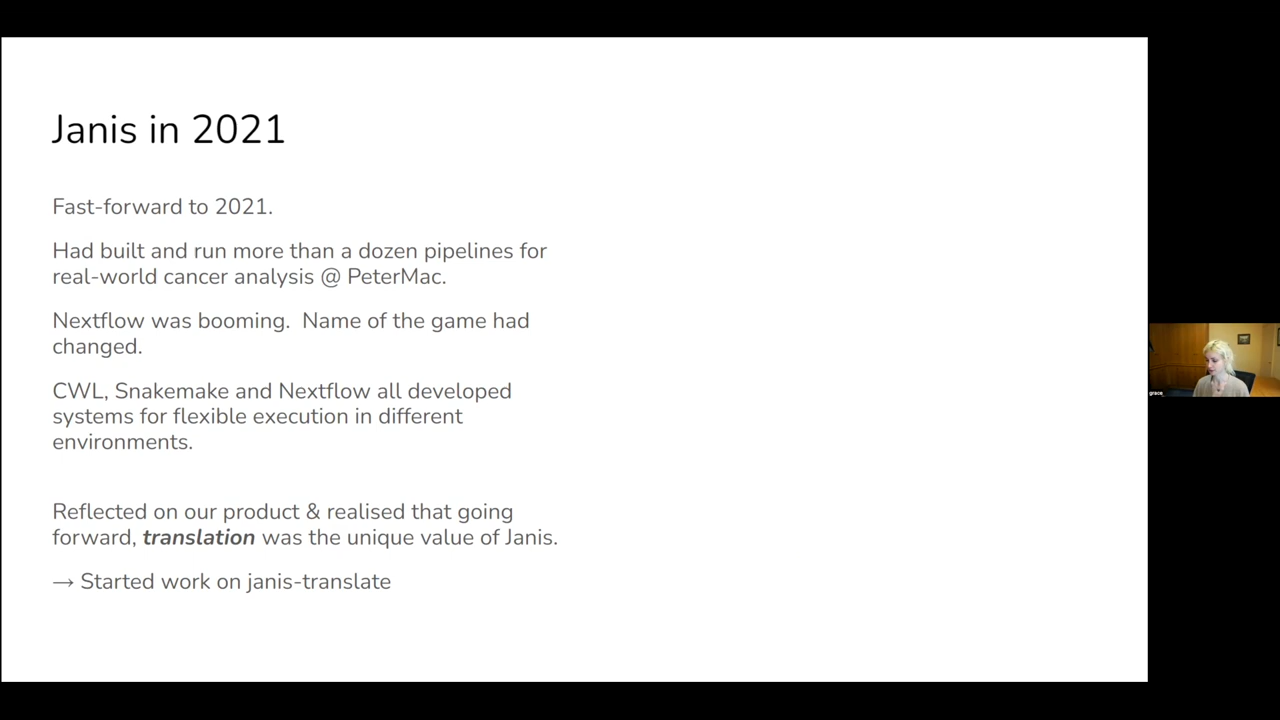 Janis in 2021
Fast-forward to 2021.
Had built and run more than a dozen pipelines for
real-world cancer analysis @ PeterMac.
Nextflow was booming.  Name of the game had
changed.
CWL, Snakemake and Nextflow all developed
systems for flexible execution in different
environments.
Reflected on our product & realised that going
forward, translation was the unique value of Janis.
→ Started work on janis-translate
grace_